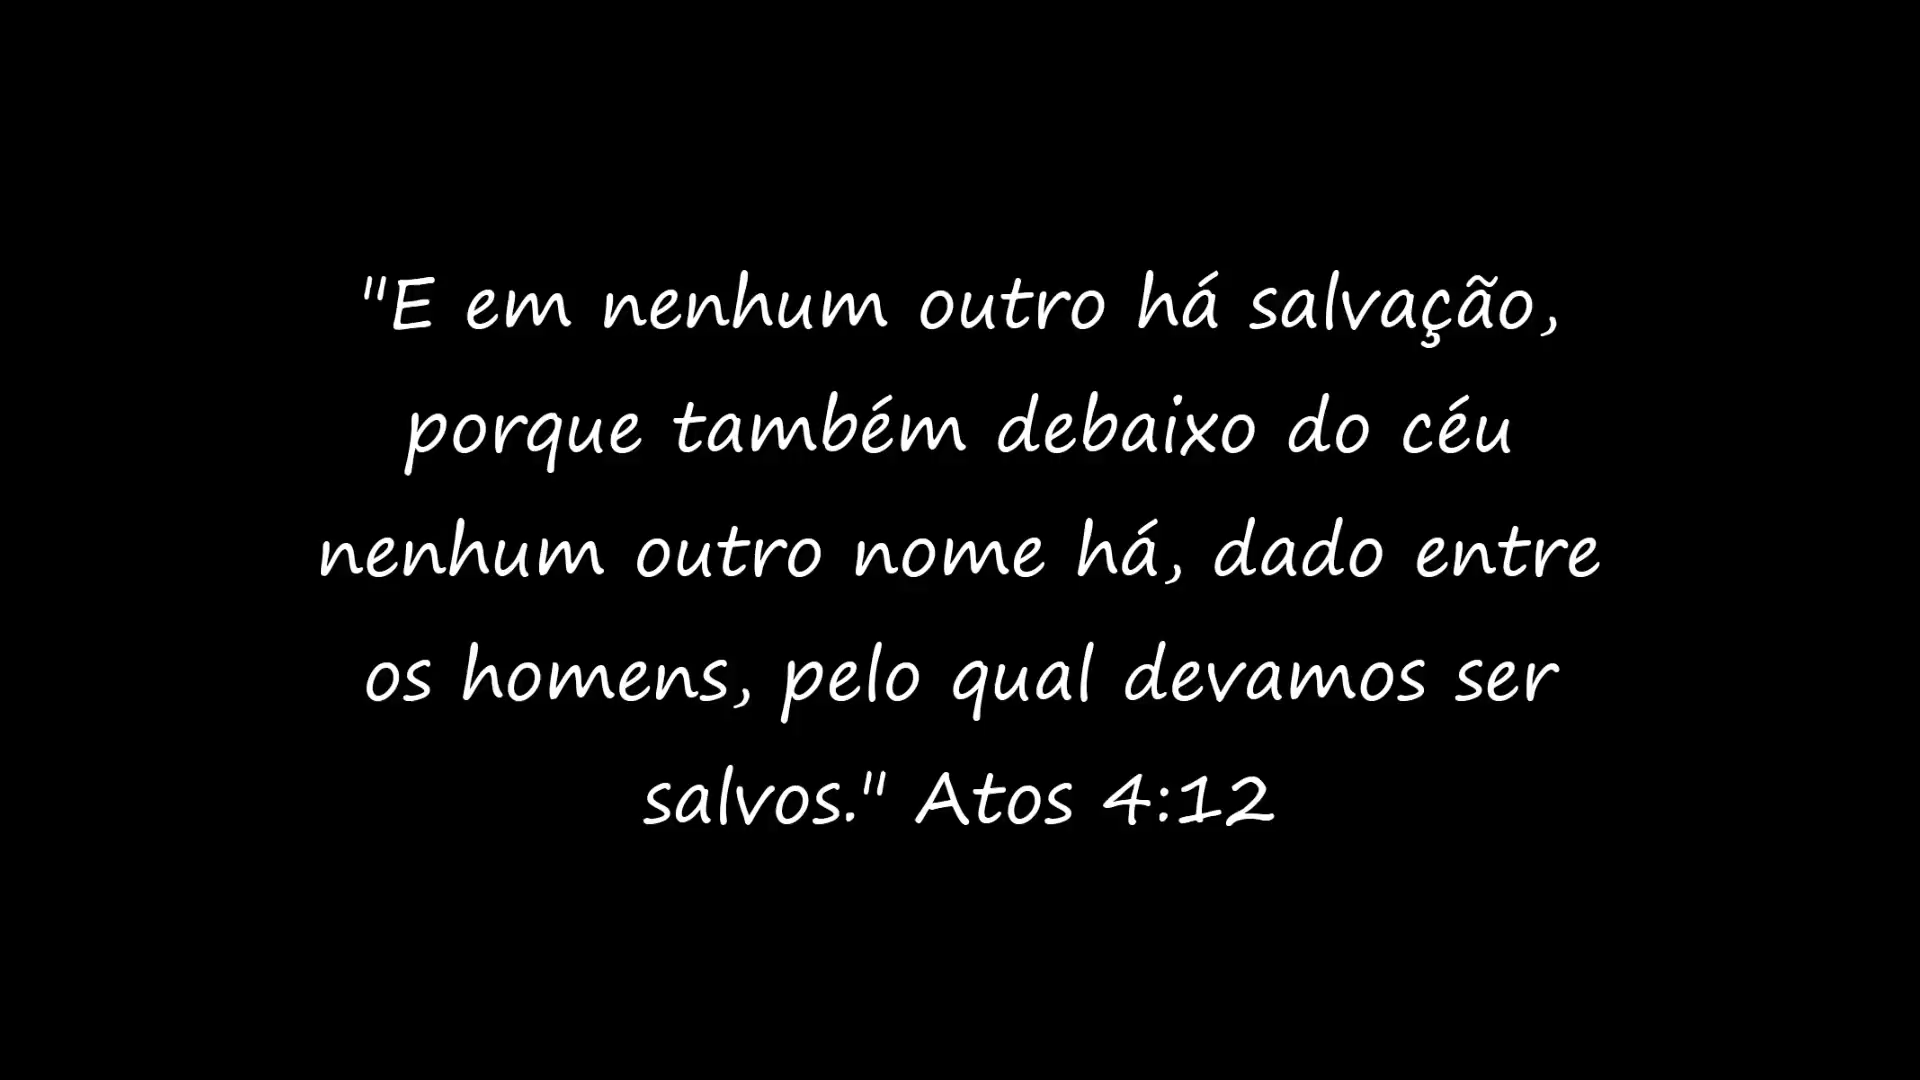 "E em nenhum outro há salvação,
porque também debaixo do céu
nenhum outro nome há, dado entre
os homens, pelo qual devamos ser
salvos." Atos 4:12